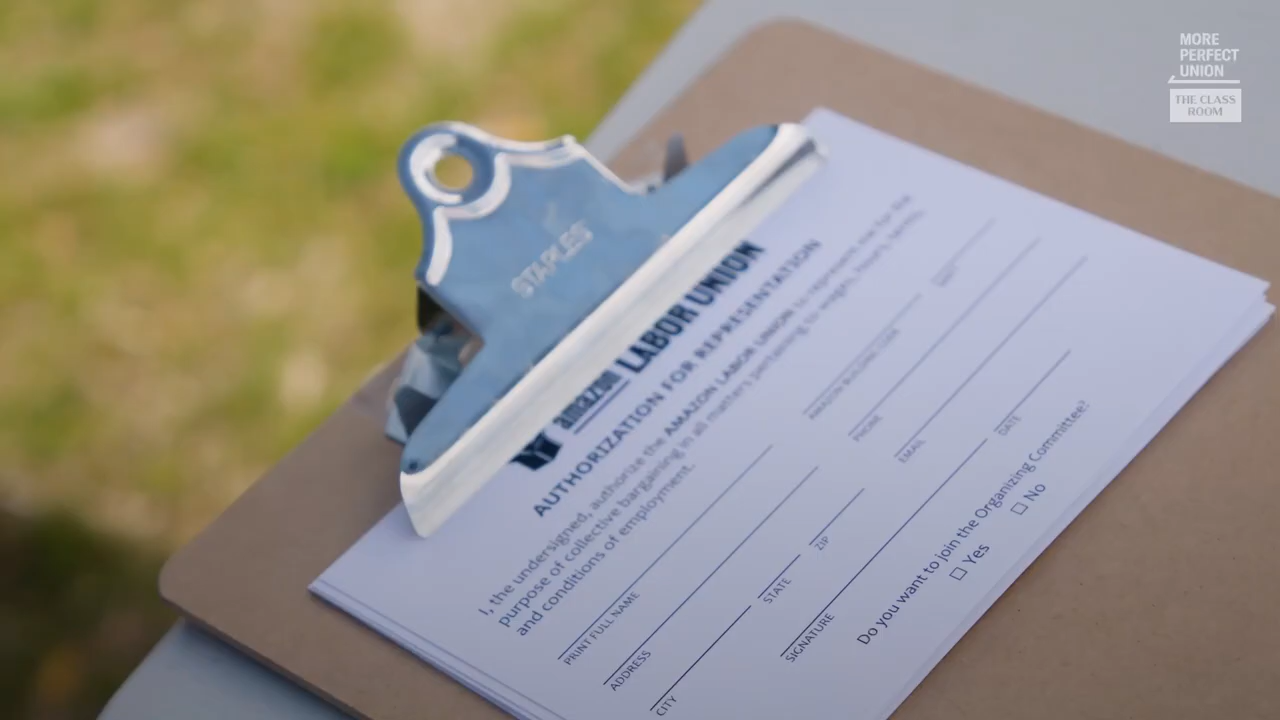 MORE
PERFECT
UNION
THE CLASS
ROOM
STAPLES
amazon LABOR UNION
AUTHORIZATION FOR REPRESENTATION
I, the undersigned, authorize the AMAZON LABOR UNION to represent me for the
purpose of collective bargaining in all matters pertaining to wages, hours,
and conditions of employment.
PRINT FULL NAME
AMAZON BUILDING
ADDRESS
PHONE
CITY
STATE
ZIP
EMAIL
SIGNATURE
DATE
Do you want to join the Organizing Committee?
☐ Yes
☐ No